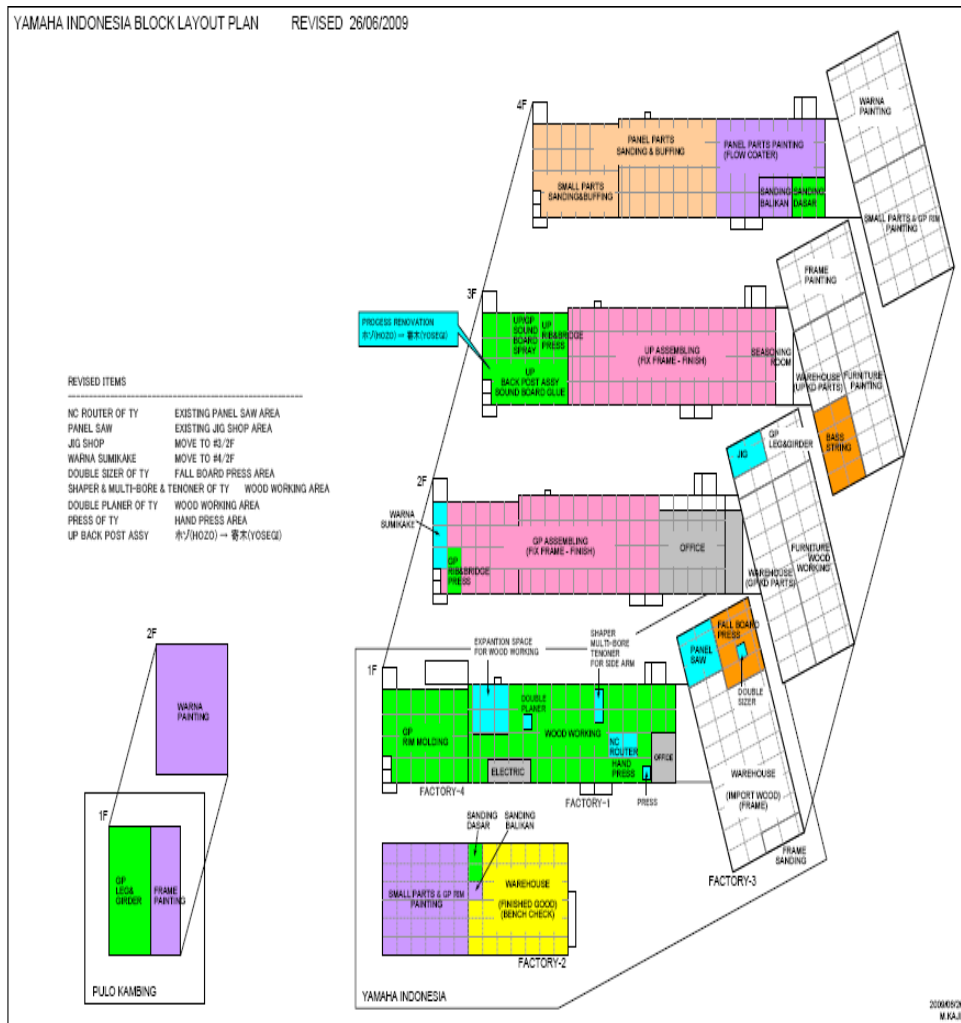 YAMAHA INDONESIA BLOCK LAYOUT PLAN REVISED 26/06/2009
4F
PANEL PARTS
SANDING & BUFFING
PANEL PARTS PAINTING
(FLOW COATER)
SMALL PARTS
SANDING&BUFFING
SANDING
BALIKAN
SANDING
DASAR
WARNA
PAINTING
SMALL PARTS & GP RIM
PAINTING
3F
PROCESS RENOVATION
ホゾ(HOZO) → 寄木(YOSEGI)
UP/GP
SOUND
BOARD
SPRAY
UP
RIB&BRIDGE
PRESS
UP
BACK POST ASSY
SOUND BOARD GLUE
UP ASSEMBLING
(FIX FRAME - FINISH)
SEASONING
ROOM
FRAME
PAINTING
WAREHOUSE
(UP KD PARTS)
FURNITURE
PAINTING
BASS
STRING
REVISED ITEMS
NC ROUTER OF TY EXISTING PANEL SAW AREA
PANEL SAW EXISTING JIG SHOP AREA
JIG SHOP MOVE TO #3/2F
WARNA SUMIKAKE MOVE TO #4/2F
DOUBLE SIZER OF TY FALL BOARD PRESS AREA
SHAPER & MULTI-BORE & TENONER OF TY WOOD WORKING AREA
DOUBLE PLANER OF TY WOOD WORKING AREA
PRESS OF TY HAND PRESS AREA
UP BACK POST ASSY ホゾ(HOZO) → 寄木(YOSEGI)
2F
WARNA
SUMIKAKE
GP
RIB&BRIDGE
PRESS
GP ASSEMBLING
(FIX FRAME - FINISH)
OFFICE
JIG
GP
LEG&GIRDER
WAREHOUSE
(GP KD PARTS)
FURNITURE
WOOD
WORKING
1F
EXPANTION SPACE
FOR WOOD WORKING
SHAPER
MULTI-BORE
TENONER
FOR SIDE ARM
GP
RIM MOLDING
DOUBLE
PLANER
WOOD WORKING
ELECTRIC
NC
ROUTER
HAND
PRESS
OFFICE
PRESS
FACTORY-4
FACTORY-1
PANEL
SAW
FALL BOARD
PRESS
DOUBLE
SIZER
WAREHOUSE
(IMPORT WOOD)
(FRAME)
FRAME
SANDING
FACTORY-3
SANDING
DASAR
SANDING
BALIKAN
SMALL PARTS & GP RIM
PAINTING
WAREHOUSE
(FINISHED GOOD)
(BENCH CHECK)
FACTORY-2
YAMAHA INDONESIA
2F
WARNA
PAINTING
1F
GP
LEG&
GIRDER
FRAME
PAINTING
PULO KAMBING
2009/06/26
M.KAJI